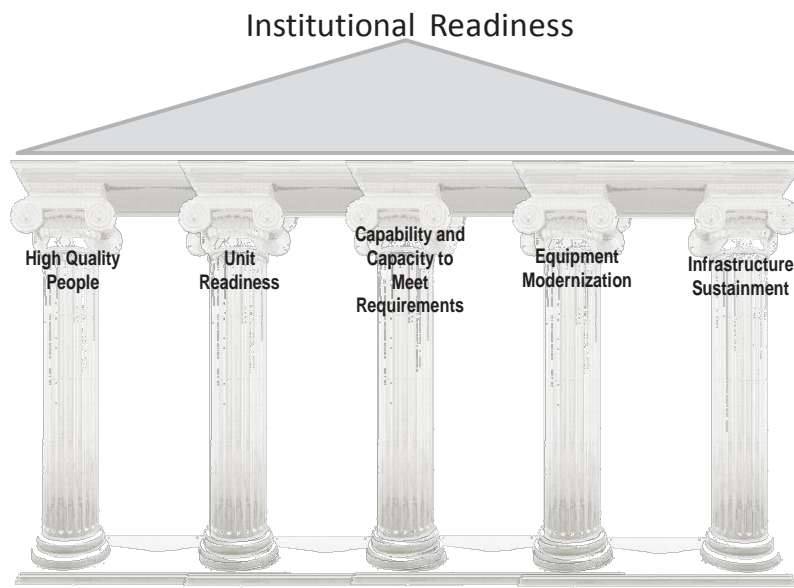 Institutional Readiness
High Quality
People
Unit
Readiness
Capability and
Capacity to
Meet
Requirements
Equipment
Modernization
Infrastructure
Sustainment